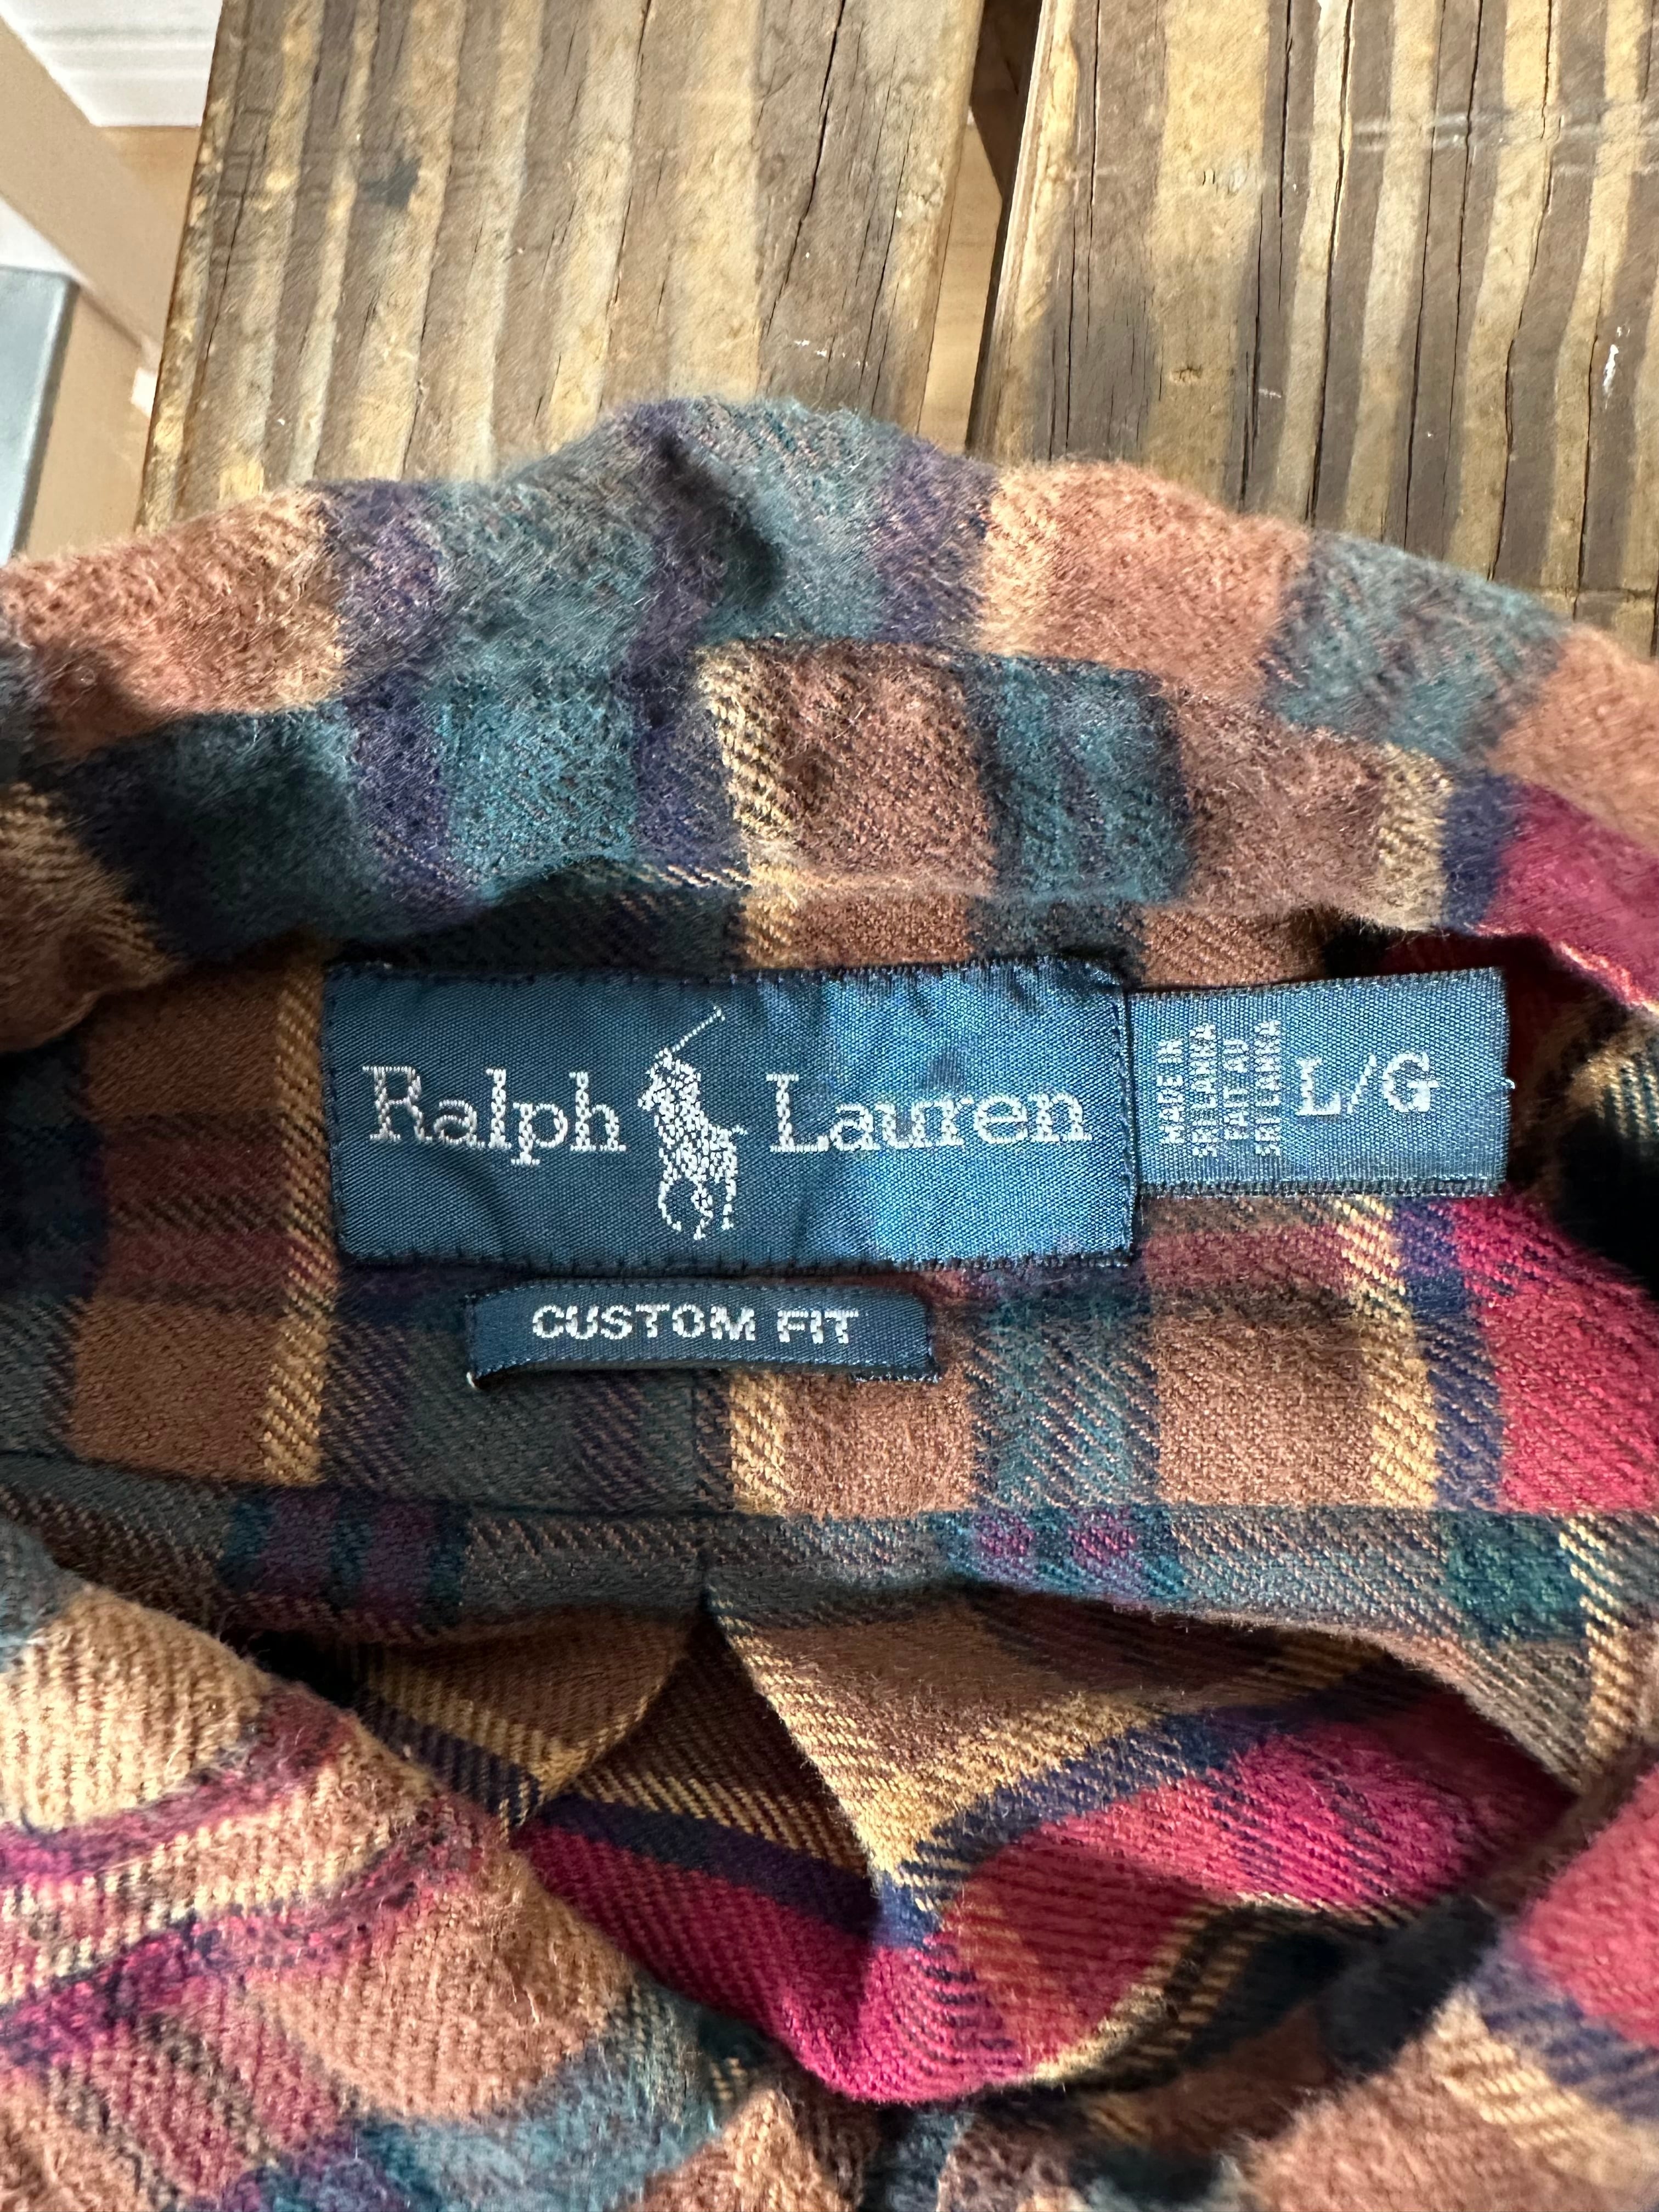 Ralph Lauren
MADE IN
SRI LANKA
FAIT AU
SRI LANKA
L/G
CUSTOM FIT